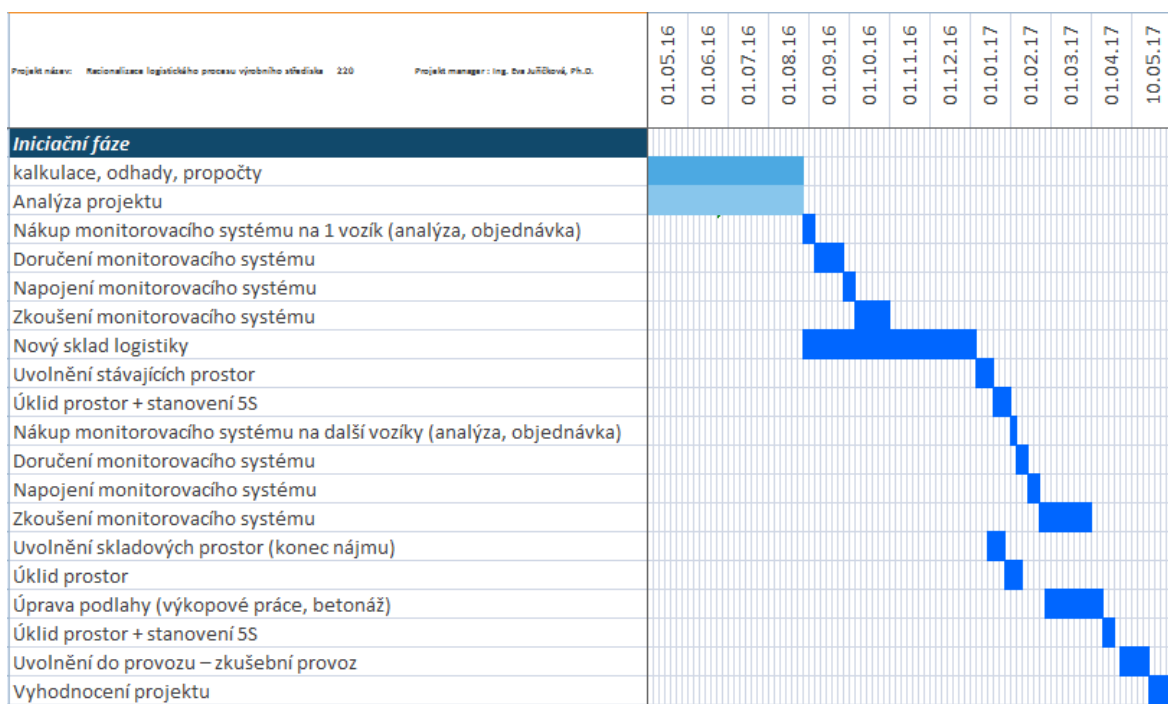 Projekt název: Racionalizace logistického procesu výrobního střediska 220 Projekt manager : Ing. Eva Juříčková, Ph.D.
01.05.16 01.06.16 01.07.16 01.08.16 01.09.16 01.10.16 01.11.16 01.12.16 01.01.17 01.02.17 01.03.17 01.04.17 10.05.17
Iniciační fáze
kalkulace, odhady, propočty
Analýza projektu
Nákup monitorovacího systému na 1 vozík (analýza, objednávka)
Doručení monitorovacího systému
Napojení monitorovacího systému
Zkoušení monitorovacího systému
Nový sklad logistiky
Uvolnění stávajících prostor
Úklid prostor + stanovení 5S
Nákup monitorovacího systému na další vozíky (analýza, objednávka)
Doručení monitorovacího systému
Napojení monitorovacího systému
Zkoušení monitorovacího systému
Uvolnění skladových prostor (konec nájmu)
Úklid prostor
Úprava podlahy (výkopové práce, betonáž)
Úklid prostor + stanovení 5S
Uvolnění do provozu – zkušební provoz
Vyhodnocení projektu